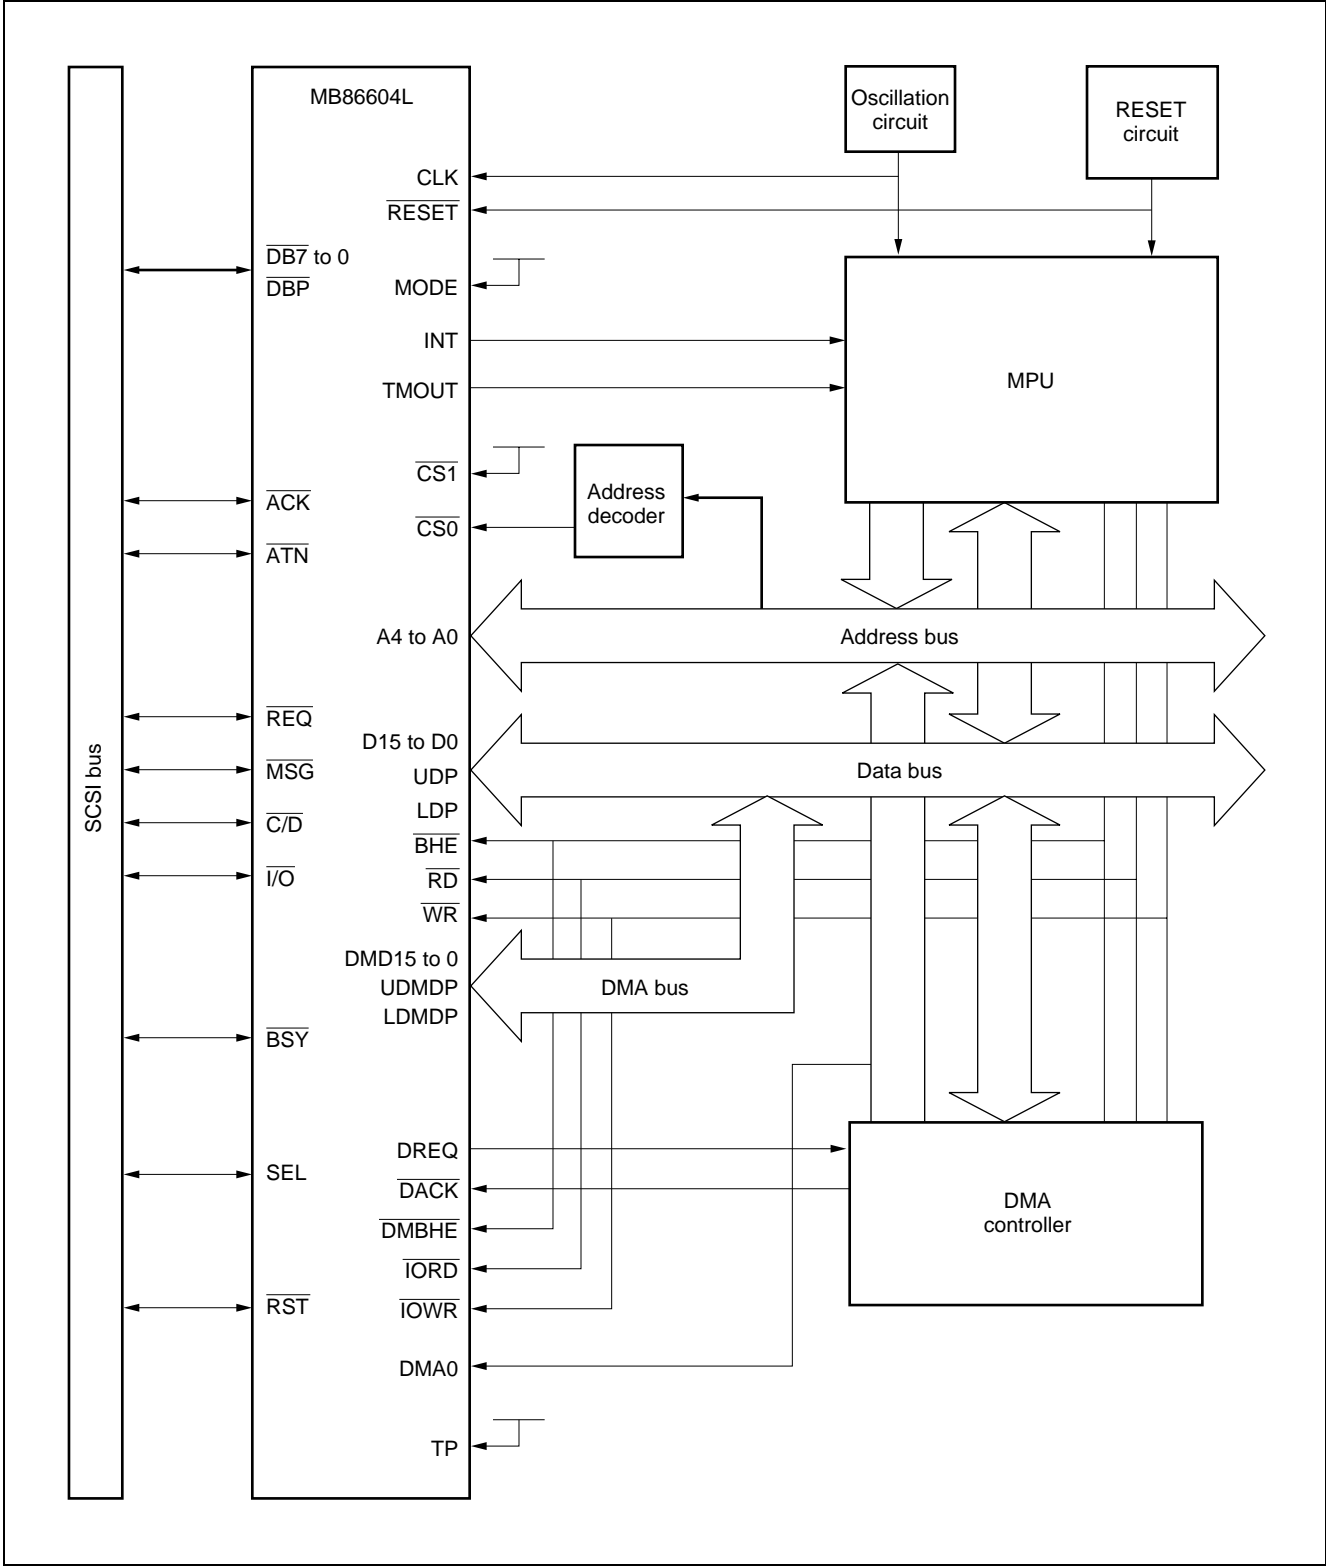 MB86604L
Oscillation
circuit
RESET
circuit
CLK
RESET
DB7 to 0
DBP
MODE
INT
TMOUT
MPU
CS1
Address
decoder
ACK
CS0
ATN
A4 to A0
Address bus
REQ
D15 to D0
SCSI bus
MSG
UDP
Data bus
LDP
C/D
BHE
I/O
RD
WR
DMD15 to 0
UDMDP
DMA bus
LDMDP
BSY
DREQ
SEL
DACK
DMA
controller
DMBHE
IORD
RST
IOWR
DMA0
TP